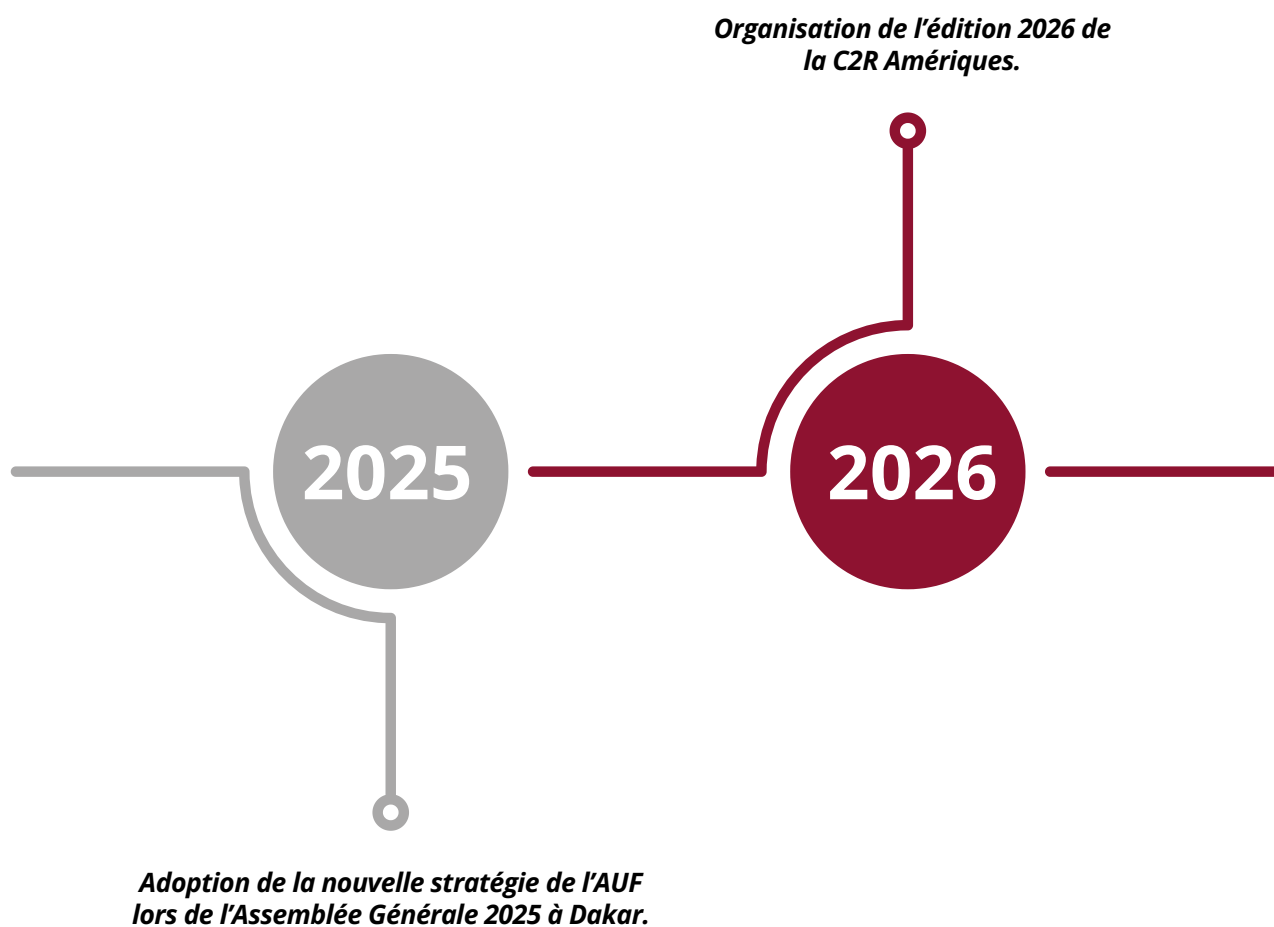 Organisation de l’édition 2026 de
la C2R Amériques.
2025
2026
Adoption de la nouvelle stratégie de l’AUF
lors de l’Assemblée Générale 2025 à Dakar.